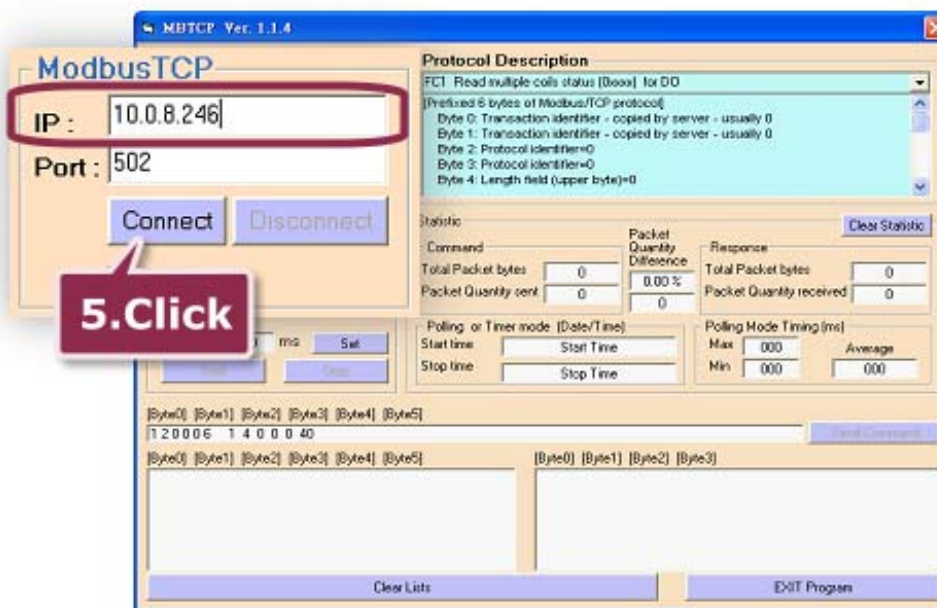 MBTCP Ver. 1.1.4
ModbusTCP
IP : 10.0.8.246
Port : 502
Connect Disconnect
5.Click
ms Set
Stop
Protocol Description
FC1 Read multiple coils status (0xxxx) for DO
[Prefixed 6 bytes of Modbus/TCP protocol]
Byte 0: Transaction identifier - copied by server - usually 0
Byte 1: Transaction identifier - copied by server - usually 0
Byte 2: Protocol identifier=0
Byte 3: Protocol identifier=0
Byte 4: Length field (upper byte)=0
Statistic
Clear Statistic
Command
Total Packet bytes 0
Packet Quantity sent 0
Packet
Quantity
Difference
0.00 %
0
Response
Total Packet bytes 0
Packet Quantity received 0
Polling or Timer mode (Date/Time)
Start time Start Time
Stop time Stop Time
Polling Mode Timing (ms)
Max 000 Average
Min 000 000
[Byte0] [Byte1] [Byte2] [Byte3] [Byte4] [Byte5]
1 2 0 0 0 6 1 4 0 0 0 40
Send Command
[Byte0] [Byte1] [Byte2] [Byte3] [Byte4] [Byte5]
[Byte0] [Byte1] [Byte2] [Byte3]
Clear Lists
EXIT Program